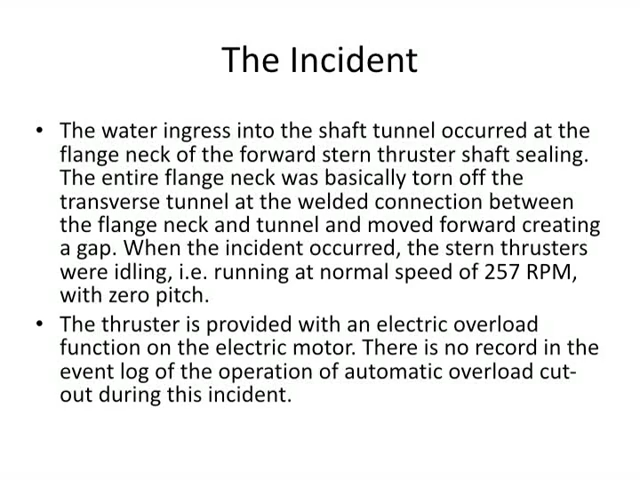 The Incident
• The water ingress into the shaft tunnel occurred at the
flange neck of the forward stern thruster shaft sealing.
The entire flange neck was basically torn off the
transverse tunnel at the welded connection between
the flange neck and tunnel and moved forward creating
a gap. When the incident occurred, the stern thrusters
were idling, i.e. running at normal speed of 257 RPM,
with zero pitch.
• The thruster is provided with an electric overload
function on the electric motor. There is no record in the
event log of the operation of automatic overload cut-
out during this incident.